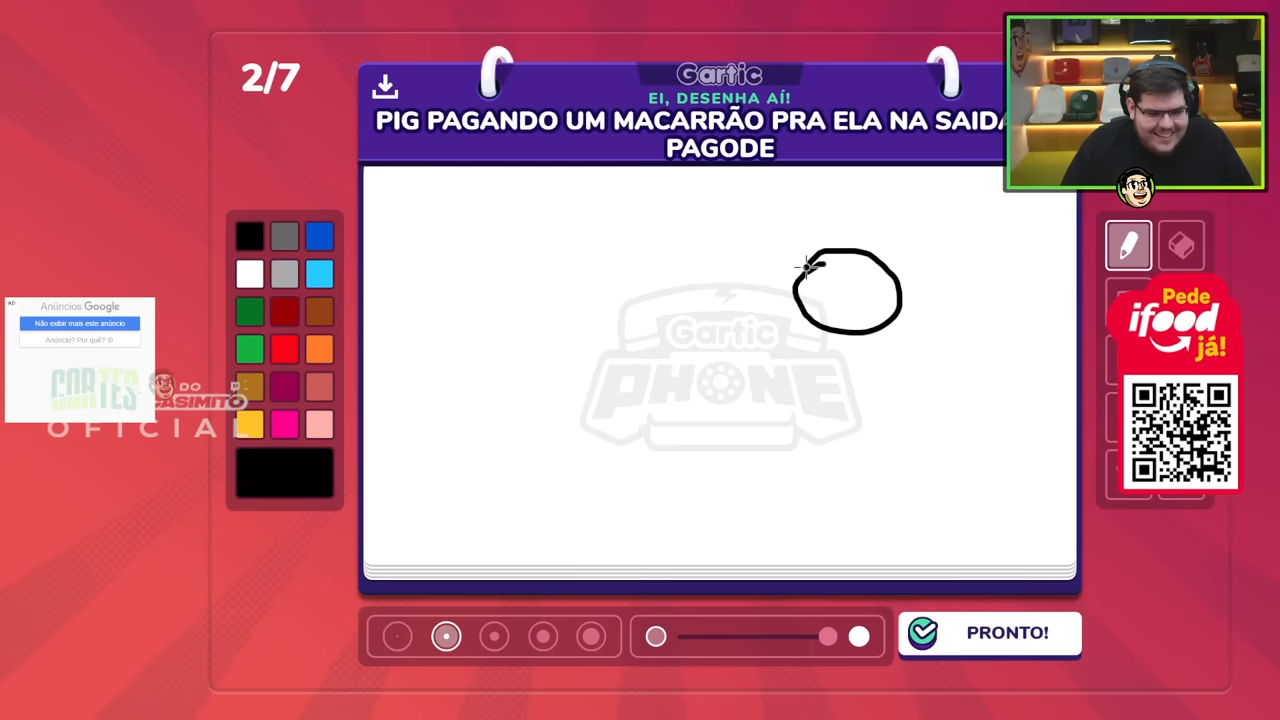 2/7
Gartic
EI, DESENHA AÍ!
PIG PAGANDO UM MACARRÃO PRA ELA NA SAIDA
PAGODE
AD
Anúncios Google
Não exibir mais este anúncio
Anúncio? Por quê?
CORTES DO
CASIMITO
OFICIAL
Gartic
PHONE
Pede
ifood
já!
PRONTO!